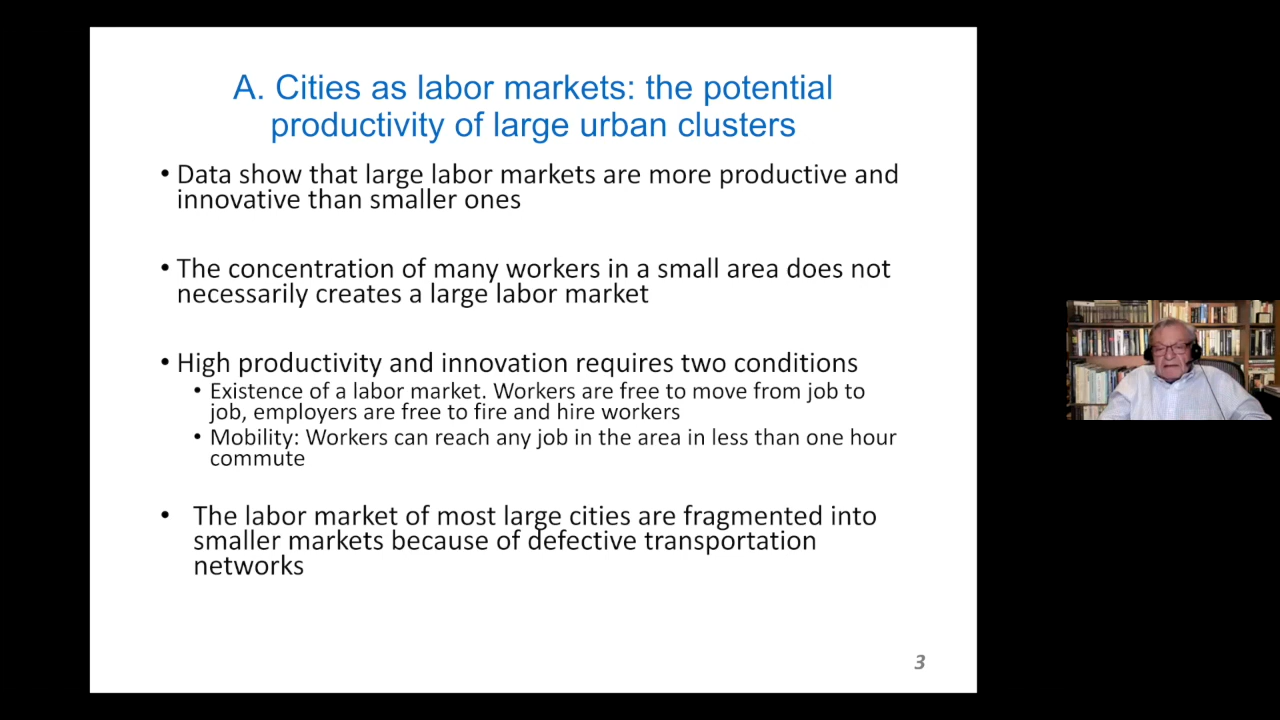 A. Cities as labor markets: the potential
productivity of large urban clusters
• Data show that large labor markets are more productive and
innovative than smaller ones
• The concentration of many workers in a small area does not
necessarily creates a large labor market
• High productivity and innovation requires two conditions
• Existence of a labor market. Workers are free to move from job to
job, employers are free to fire and hire workers
• Mobility: Workers can reach any job in the area in less than one hour
commute
• The labor market of most large cities are fragmented into
smaller markets because of defective transportation
networks
3